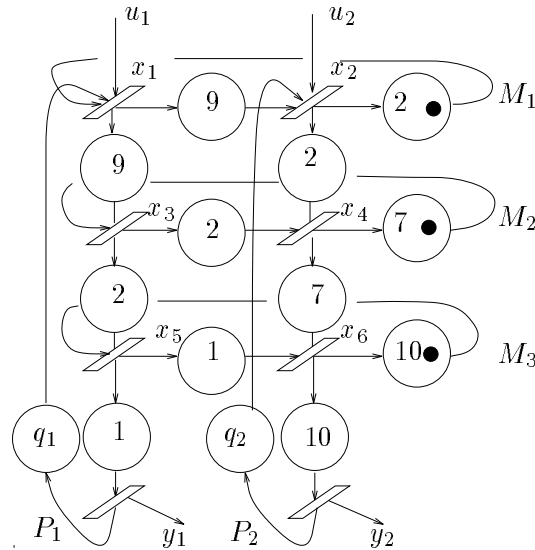 u₁ u₂
x₁ x₂
9 2 M₁
9 2
x₃ x₄
2 7 M₂
2 7
x₅ x₆
1 10 M₃
q₁ 1 q₂ 10
P₁ y₁ P₂ y₂